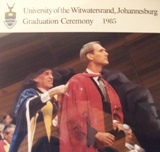 University of the Witwatersrand, Johannesburg
Graduation Ceremony 1985